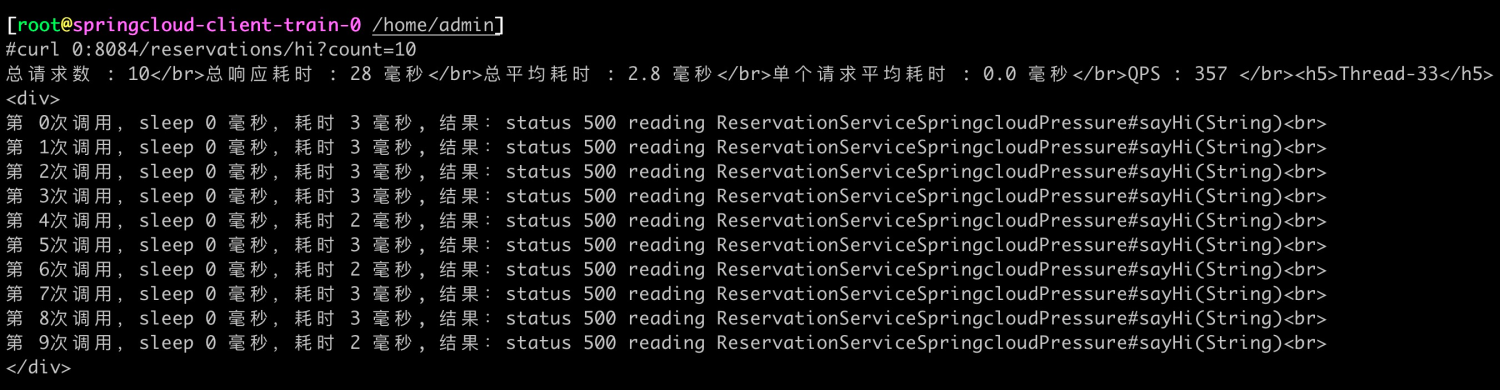 [root@springcloud-client-train-0 /home/admin]
#curl 0:8084/reservations/hi?count=10
总请求数 : 10</br>总响应耗时 : 28 毫秒</br>总平均耗时 : 2.8 毫秒</br>单个请求平均耗时 : 0.0 毫秒</br>QPS : 357 </br><h5>Thread-33</h5>
<div>
第 0次调用, sleep 0 毫秒, 耗时 3 毫秒, 结果: status 500 reading ReservationServiceSpringcloudPressure#sayHi(String)<br>
第 1次调用, sleep 0 毫秒, 耗时 3 毫秒, 结果: status 500 reading ReservationServiceSpringcloudPressure#sayHi(String)<br>
第 2次调用, sleep 0 毫秒, 耗时 3 毫秒, 结果: status 500 reading ReservationServiceSpringcloudPressure#sayHi(String)<br>
第 3次调用, sleep 0 毫秒, 耗时 3 毫秒, 结果: status 500 reading ReservationServiceSpringcloudPressure#sayHi(String)<br>
第 4次调用, sleep 0 毫秒, 耗时 2 毫秒, 结果: status 500 reading ReservationServiceSpringcloudPressure#sayHi(String)<br>
第 5次调用, sleep 0 毫秒, 耗时 3 毫秒, 结果: status 500 reading ReservationServiceSpringcloudPressure#sayHi(String)<br>
第 6次调用, sleep 0 毫秒, 耗时 2 毫秒, 结果: status 500 reading ReservationServiceSpringcloudPressure#sayHi(String)<br>
第 7次调用, sleep 0 毫秒, 耗时 3 毫秒, 结果: status 500 reading ReservationServiceSpringcloudPressure#sayHi(String)<br>
第 8次调用, sleep 0 毫秒, 耗时 3 毫秒, 结果: status 500 reading ReservationServiceSpringcloudPressure#sayHi(String)<br>
第 9次调用, sleep 0 毫秒, 耗时 2 毫秒, 结果: status 500 reading ReservationServiceSpringcloudPressure#sayHi(String)<br>
</div>